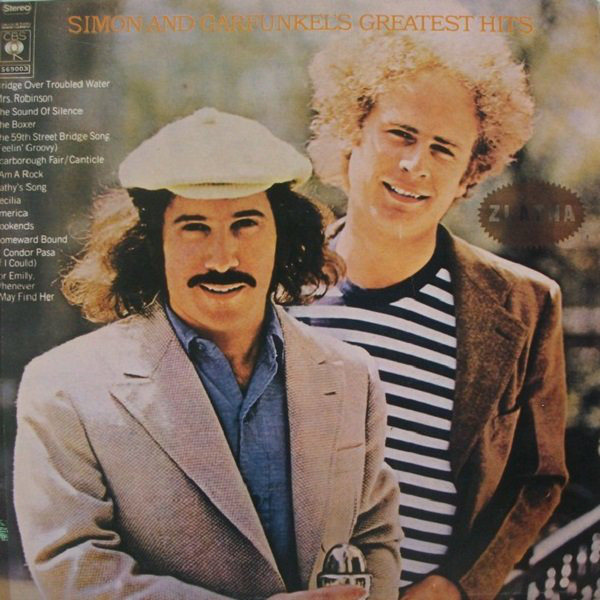 Stereo
CBS
S69003
SIMON AND GARFUNKEL'S GREATEST HITS
ridge Over Troubled Water
rs. Robinson
he Sound Of Silence
he Boxer
he 59th Street Bridge Song
eelin' Groovy)
carborough Fair/Canticle
Am A Rock
athy's Song
ecilia
merica
ookends
omeward Bound
Condor Pasa
f I Could)
or Emily,
henever
May Find Her